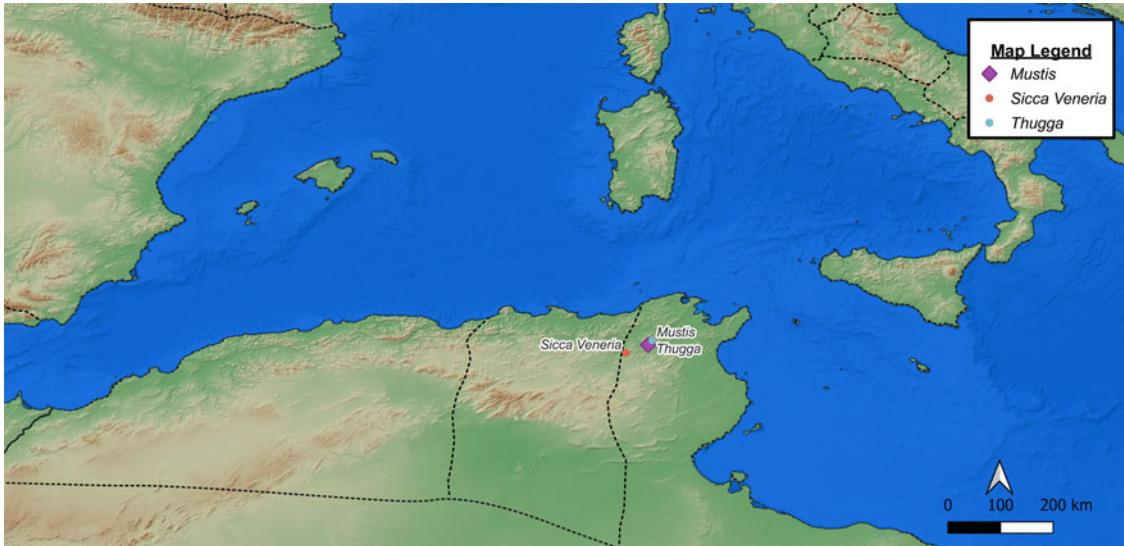 Map Legend
Mustis
Sicca Veneria
Thugga
Mustis
Sicca Veneria
Thugga
0 100 200 km